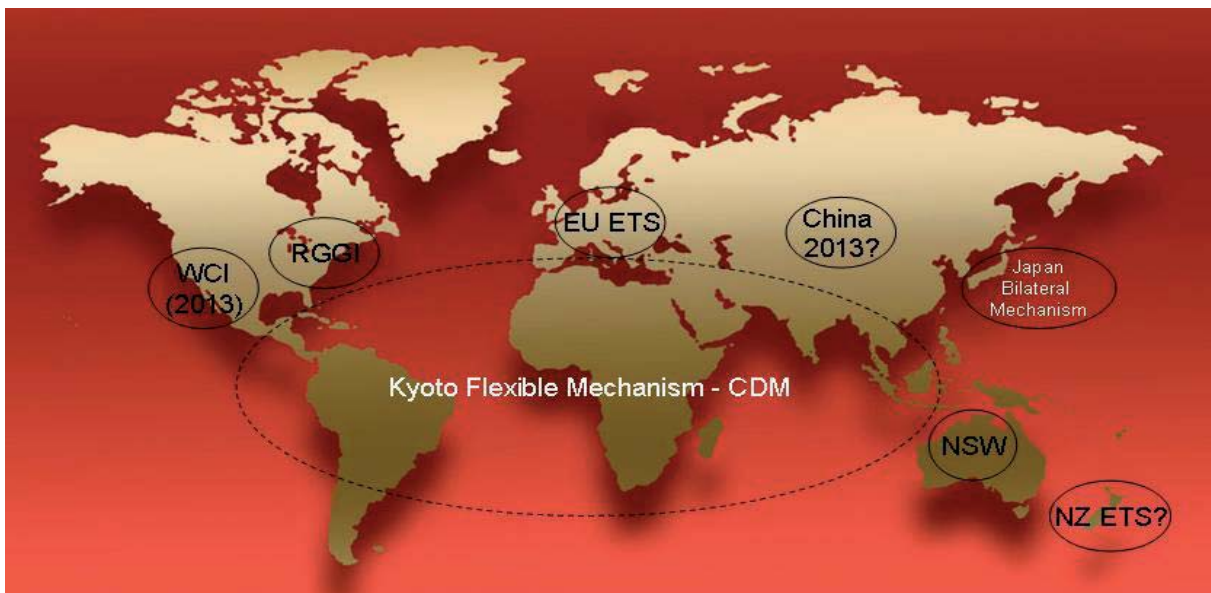 EU ETS
China
2013?
RGGI
WCI
(2013)
Japan
Bilateral
Mechanism
Kyoto Flexible Mechanism - CDM
NSW
NZ ETS?